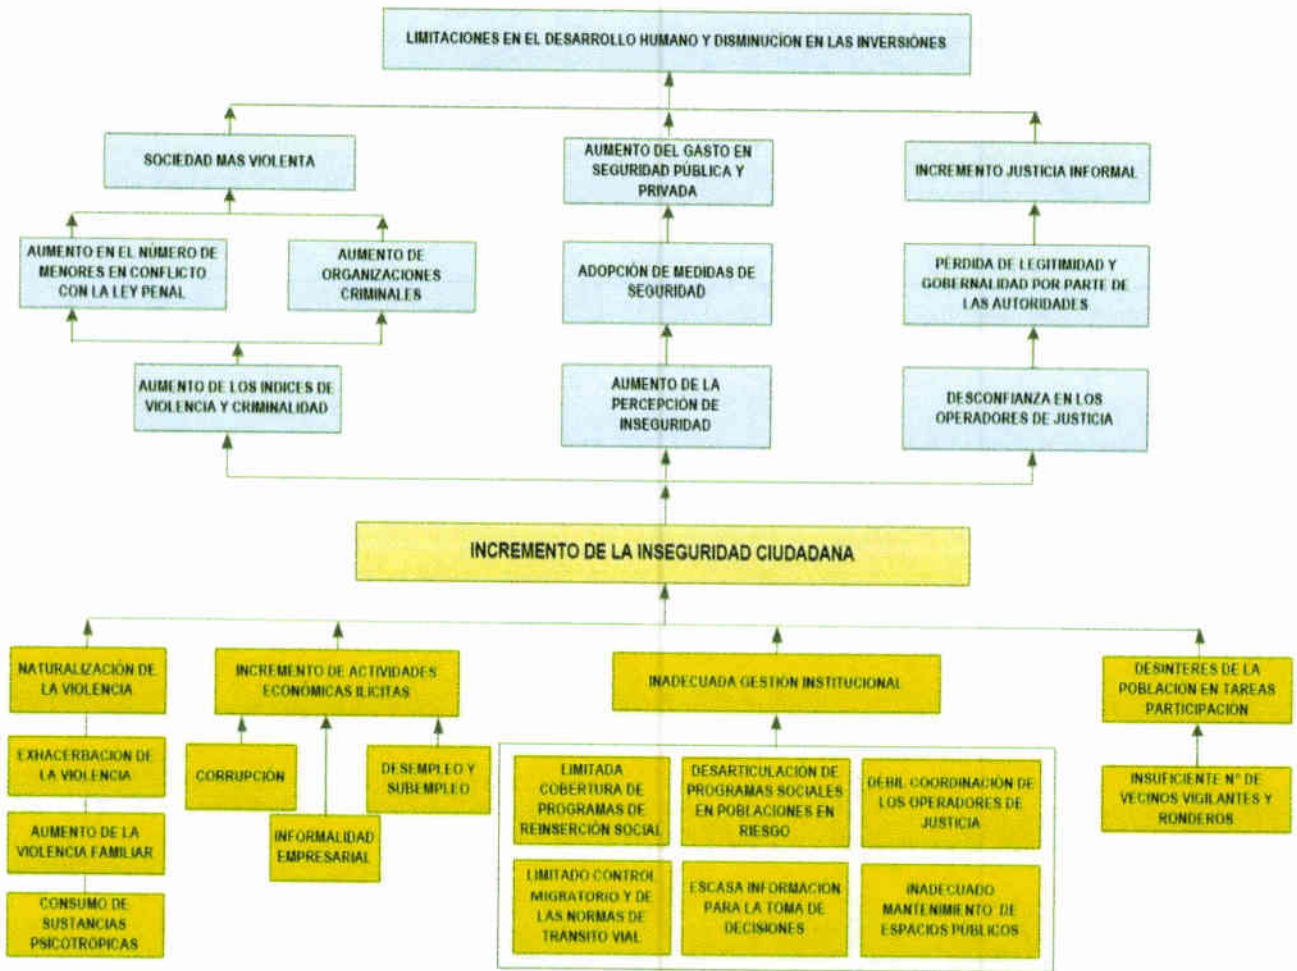 LIMITACIONES EN EL DESARROLLO HUMANO Y DISMINUCION EN LAS INVERSIÓNES
SOCIEDAD MAS VIOLENTA
AUMENTO DEL GASTO EN
SEGURIDAD PÚBLICA Y
PRIVADA
INCREMENTO JUSTICIA INFORMAL
AUMENTO EN EL NÚMERO DE
MENORES EN CONFLICTO
CON LA LEY PENAL
AUMENTO DE
ORGANIZACIONES
CRIMINALES
ADOPCIÓN DE MEDIDAS DE
SEGURIDAD
PÉRDIDA DE LEGITIMIDAD Y
GOBERNALIDAD POR PARTE DE
LAS AUTORIDADES
AUMENTO DE LOS INDICES DE
VIOLENCIA Y CRIMINALIDAD
AUMENTO DE LA
PERCEPCIÓN DE
INSEGURIDAD
DESCONFIANZA EN LOS
OPERADORES DE JUSTICIA
INCREMENTO DE LA INSEGURIDAD CIUDADANA
NATURALIZACIÓN DE
LA VIOLENCIA
INCREMENTO DE ACTIVIDADES
ECONÓMICAS ILICITAS
INADECUADA GESTION INSTITUCIONAL
DESINTERES DE LA
POBLACION EN TAREAS
PARTICIPACIÓN
EXHACERBACION DE
LA VIOLENCIA
CORRUPCIÓN
DESEMPLEO Y
SUBEMPLEO
LIMITADA
COBERTURA DE
PROGRAMAS DE
REINSERCIÓN SOCIAL
DESARTICULACIÓN DE
PROGRAMAS SOCIALES
EN POBLACIONES EN
RIESGO
DÉBIL COORDINACIÓN DE
LOS OPERADORES DE
JUSTICIA
INSUFICIENTE N° DE
VECINOS VIGILANTES Y
RONDEROS
AUMENTO DE LA
VIOLENCIA FAMILIAR
INFORMALIDAD
EMPRESARIAL
CONSUMO DE
SUSTANCIAS
PSICOTROPICAS
LIMITADO CONTROL
MIGRATORIO Y DE
LAS NORMAS DE
TRANSITO VIAL
ESCASA INFORMACION
PARA LA TOMA DE
DECISIONES
INADECUADO
MANTENIMIENTO DE
ESPACIOS PÚBLICOS